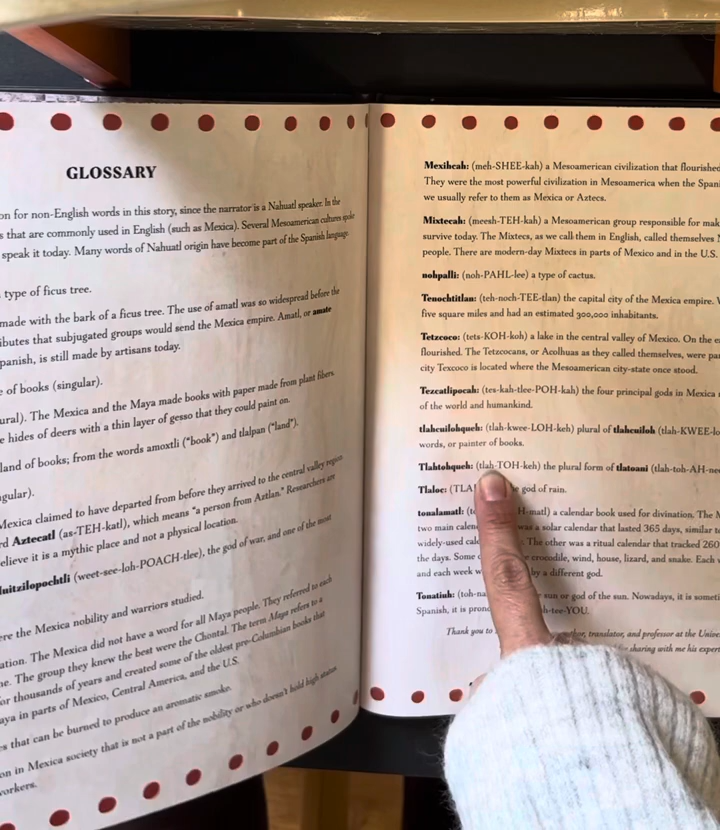 GLOSSARY
on for non-English words in this story, since the narrator is a Nahuatl speaker. In the
s that are commonly used in English (such as Mexica). Several Mesoamerican cultures spoke
speak it today. Many words of Nahuatl origin have become part of the Spanish language.
type of ficus tree.
made with the bark of a ficus tree. The use of amatl was so widespread before the
ibutes that subjugated groups would send the Mexica empire. Amatl, or amate
panish, is still made by artisans today.
e of books (singular).
ural). The Mexica and the Maya made books with paper made from plant fibers.
e hides of deers with a thin layer of gesso that they could paint on.
land of books; from the words amoxtli ("book") and tlalpan ("land").
gular).
Mexica claimed to have departed from before they arrived to the central valley region
rd Aztecatl (as-TEH-katl), which means "a person from Aztlan." Researchers are
elieve it is a mythic place and not a physical location.
Huitzilopochtli (weet-see-loh-POACH-tlee), the god of war, and one of the most
ere the Mexica nobility and warriors studied.
ation. The Mexica did not have a word for all Maya people. They referred to each
ne. The group they knew the best were the Chontal. The term Maya refers to a
or thousands of years and created some of the oldest pre-Columbian books that
aya in parts of Mexico, Central America, and the U.S.
es that can be burned to produce an aromatic smoke.
on in Mexica society that is not a part of the nobility or who doesn't hold high status
workers.
Mexihcah: (meh-SHEE-kah) a Mesoamerican civilization that flourished
They were the most powerful civilization in Mesoamerica when the Spani
we usually refer to them as Mexica or Aztecs.
Mixtecah: (meesh-TEH-kah) a Mesoamerican group responsible for mak
survive today. The Mixtecs, as we call them in English, called themselves
people. There are modern-day Mixtecs in parts of Mexico and in the U.S.
nohpalli: (noh-PAHL-lee) a type of cactus.
Tenochtitlan: (teh-noch-TEE-tlan) the capital city of the Mexica empire.
five square miles and had an estimated 300,000 inhabitants.
Tetzcoco: (tets-KOH-koh) a lake in the central valley of Mexico. On the e
flourished. The Tetzcocans, or Acolhuas as they called themselves, were par
city Texcoco is located where the Mesoamerican city-state once stood.
Tezcatlipocah: (tes-kah-tlee-POH-kah) the four principal gods in Mexica
of the world and humankind.
tlahcuilohqueh: (tlah-kwee-LOH-keh) plural of tlahcuiloh (tlah-KWEE-lo
words, or painter of books.
Tlahtohqueh: (tlah-TOH-keh) the plural form of tlatoani (tlah-toh-AH-nee
Tlaloc: (TLA god of rain.
tonalamatl: (t H-matl) a calendar book used for divination. The M
two main calen was a solar calendar that lasted 365 days, similar to
widely-used cal The other was a ritual calendar that tracked 260
the days. Some crocodile, wind, house, lizard, and snake. Each
and each week w by a different god.
Tonatiuh: (toh-na sun or god of the sun. Nowadays, it is someti
Spanish, it is pron h-tee-YOU.
Thank you to author, translator, and professor at the Unive
for sharing with me his expert